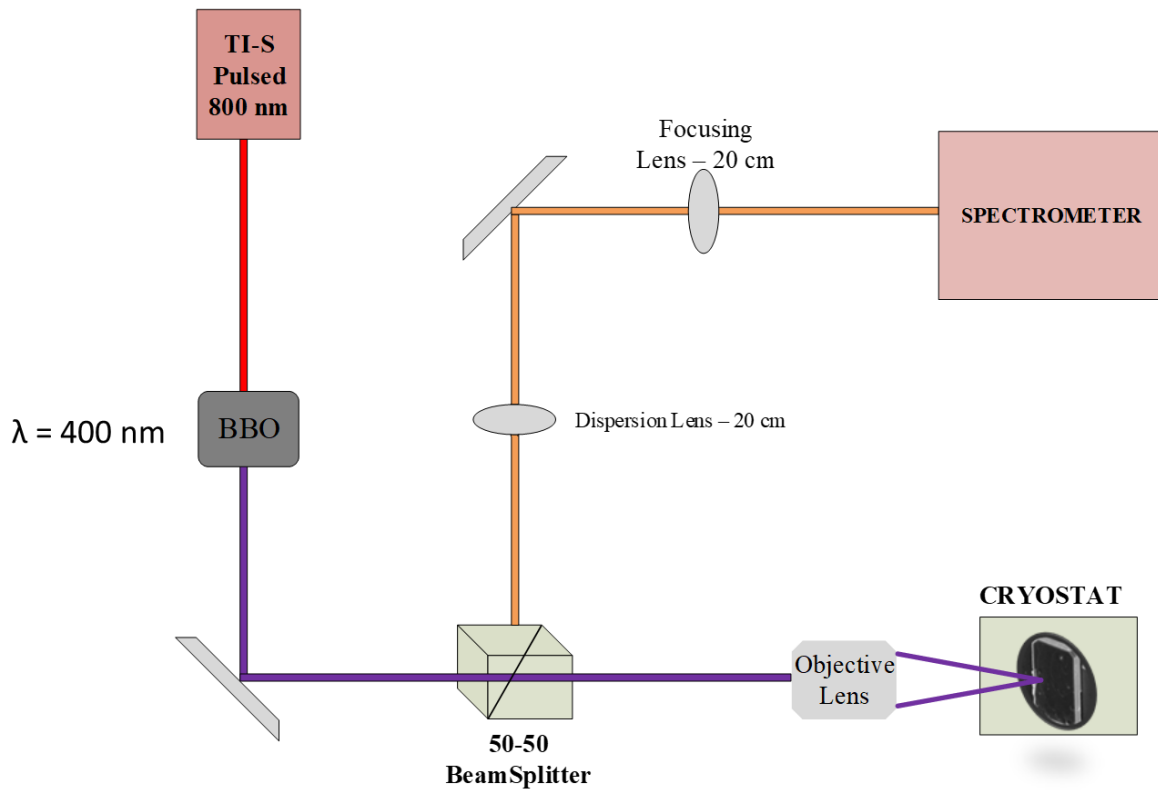 TI-S
Pulsed
800 nm
Focusing
Lens – 20 cm
SPECTROMETER
λ = 400 nm
BBO
Dispersion Lens – 20 cm
CRYOSTAT
Objective
Lens
50-50
BeamSplitter